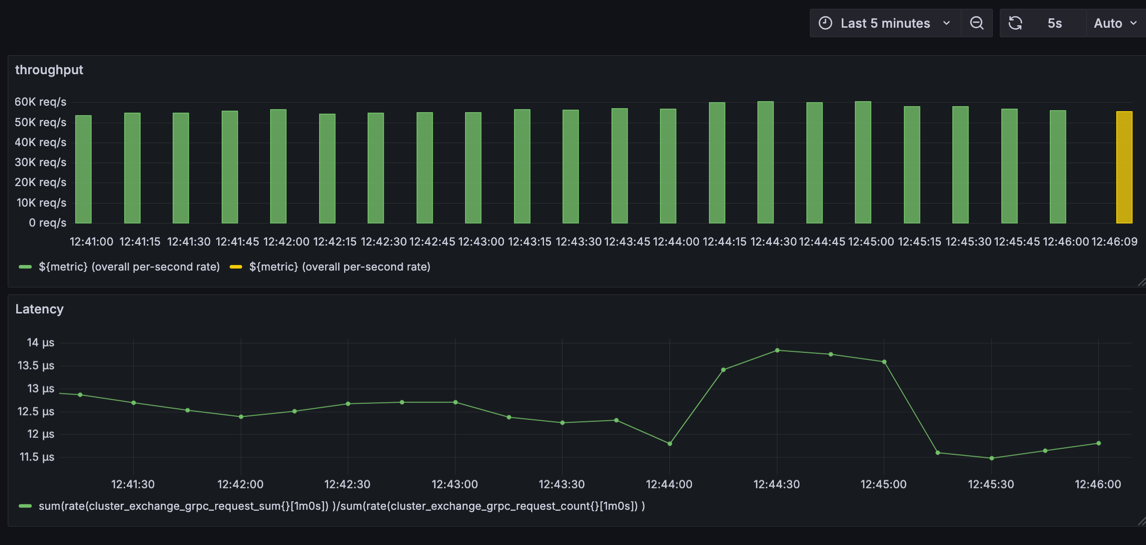 Last 5 minutes 5s Auto
throughput
60K req/s
50K req/s
40K req/s
30K req/s
20K req/s
10K req/s
0 req/s
12:41:00 12:41:15 12:41:30 12:41:45 12:42:00 12:42:15 12:42:30 12:42:45 12:43:00 12:43:15 12:43:30 12:43:45 12:44:00 12:44:15 12:44:30 12:44:45 12:45:00 12:45:15 12:45:30 12:45:45 12:46:00 12:46:09
${metric} (overall per-second rate) ${metric} (overall per-second rate)
Latency
14 µs
13.5 µs
13 µs
12.5 µs
12 µs
11.5 µs
12:41:30 12:42:00 12:42:30 12:43:00 12:43:30 12:44:00 12:44:30 12:45:00 12:45:30 12:46:00
sum(rate(cluster_exchange_grpc_request_sum{}[1m0s]) )/sum(rate(cluster_exchange_grpc_request_count{}[1m0s]) )